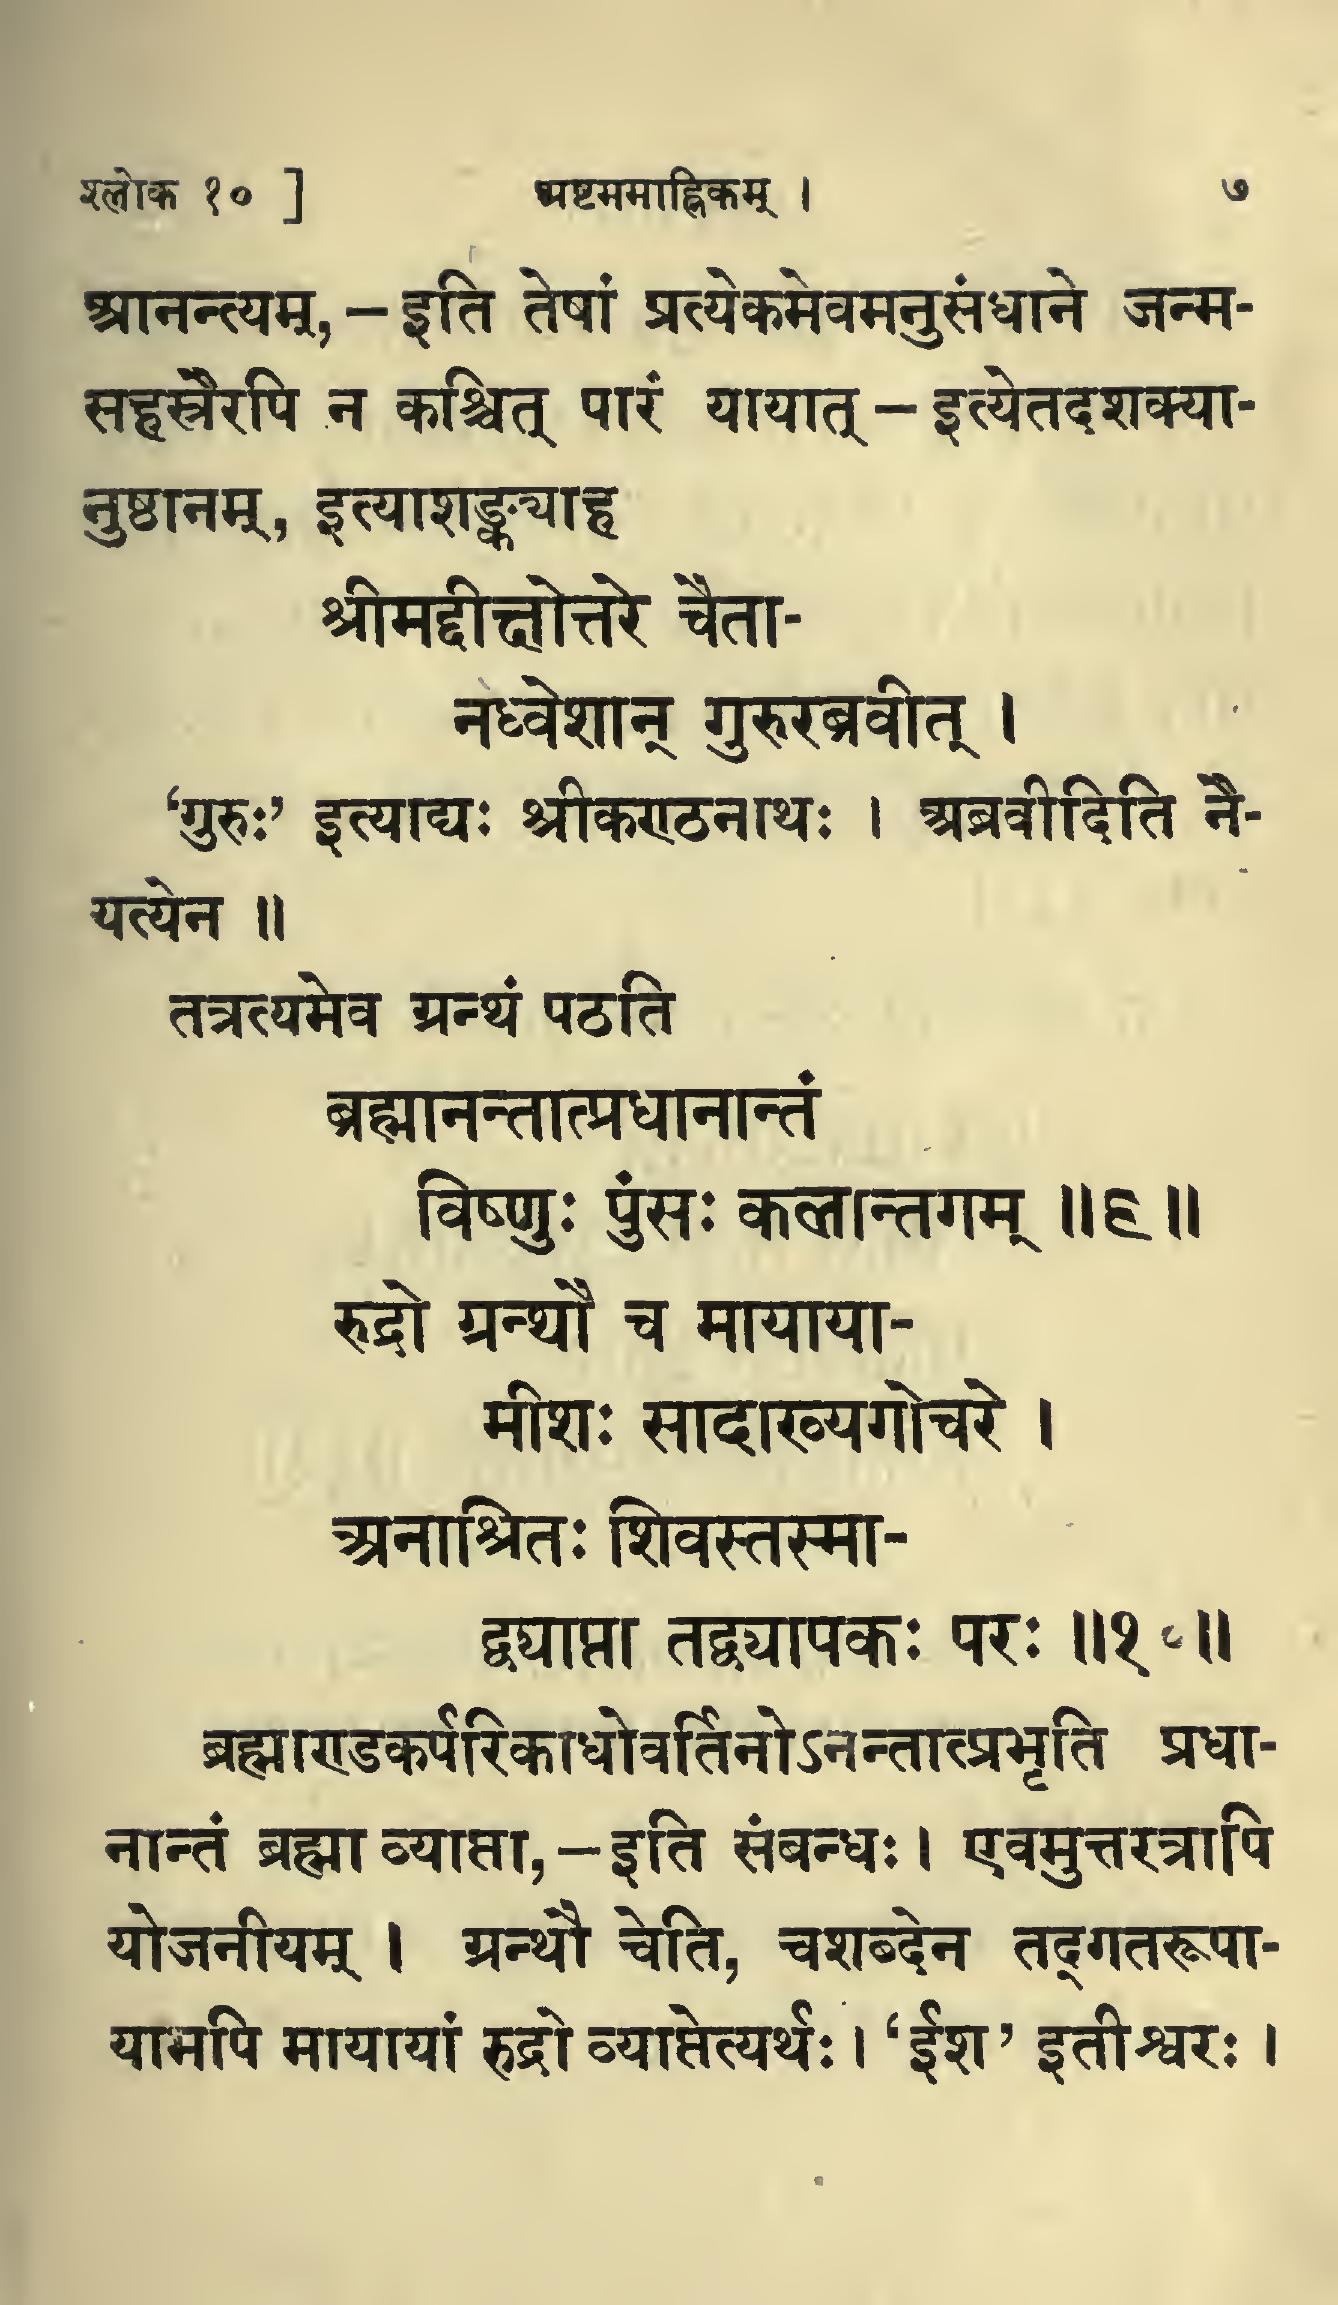 श्लोक १० ] अष्टममाह्निकम् । ७
आनन्त्यम्,—इति तेषां प्रत्येकमेवमनुसंधाने जन्म-
सहस्रैरपि न कश्चित् पारं यायात् – इत्येतदशक्या-
नुष्ठानम्, इत्याशङ्क्याह
श्रीमद्दीक्षोत्तरे चैता-
नध्वेशान् गुरुरब्रवीत् ।
‘गुरुः’ इत्याद्यः श्रीकण्ठनाथः । अब्रवीदिति नै-
यत्येन ॥
तत्रत्यमेव ग्रन्थं पठति
ब्रह्मानन्तात्प्रधानान्तं
विष्णुः पुंसः कलान्तगम् ॥९॥
रुद्रो ग्रन्थौ च मायाया-
मीशः सादाख्यगोचरे ।
अनाश्रितः शिवस्तस्मा-
द्व्याप्ता तद्व्यापकः परः ॥१०॥
ब्रह्माण्डकर्परिकाधोवर्तिनोऽनन्तात्प्रभृति प्रधा-
नान्तं ब्रह्मा व्याप्ता,—इति संबन्धः । एवमुत्तरत्रापि
योजनीयम् । ग्रन्थौ चेति, चशब्देन तद्गतरूपा-
यामपि मायायां रुद्रो व्याप्तेत्यर्थः । ‘ईश’ इतीश्वरः ।